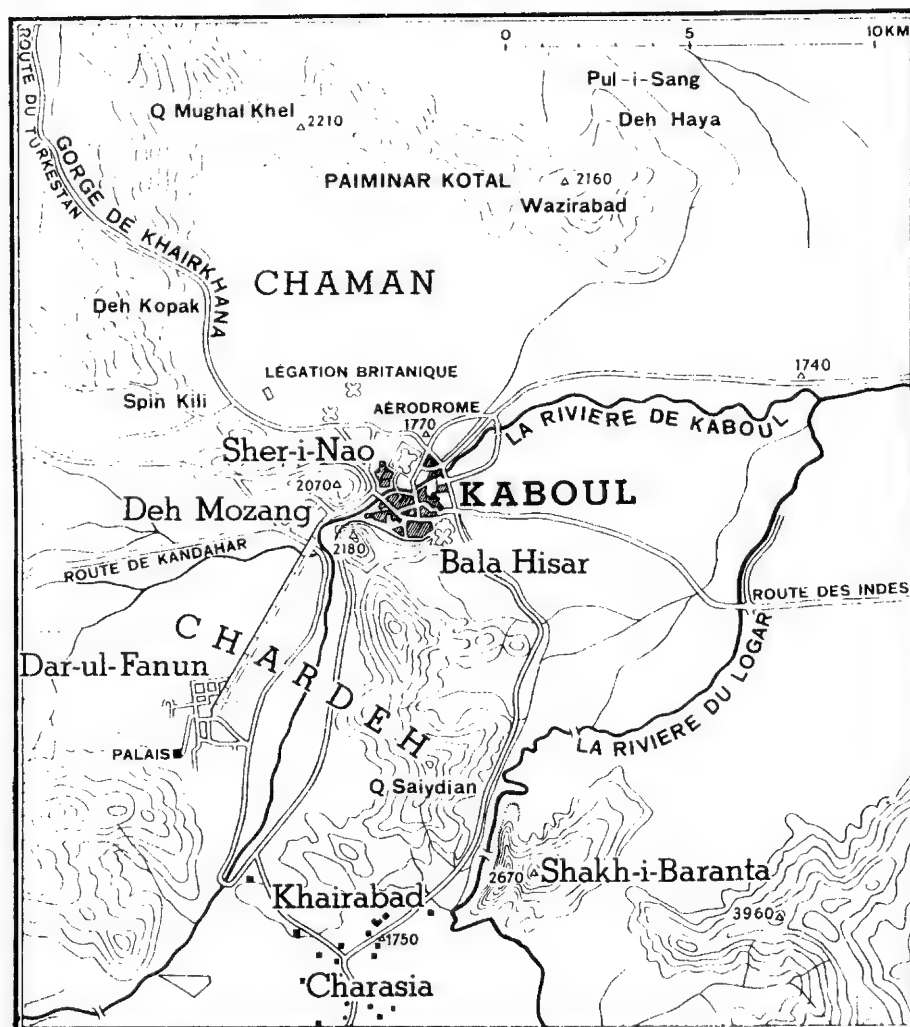 0 5 10 KM
ROUTE DU TURKESTAN
GORGE DE KHAIRKHANA
Pul-i-Sang
Q Mughal Khel
2210
Deh Haya
PAIMINAR KOTAL
2160
Wazirabad
CHAMAN
Deh Kopak
LÉGATION BRITANIQUE
1740
Spin Kili
AÉRODROME
1770
LA RIVIERE DE KABOUL
Sher-i-Nao
2070
KABOUL
Deh Mozang
2180
ROUTE DE KANDAHAR
Bala Hisar
ROUTE DES INDES
CHARDEH
Dar-ul-Fanun
LA RIVIERE DU LOGAR
PALAIS
Q Saiydian
2670
Shakh-i-Baranta
Khairabad
3960
1750
Charasia